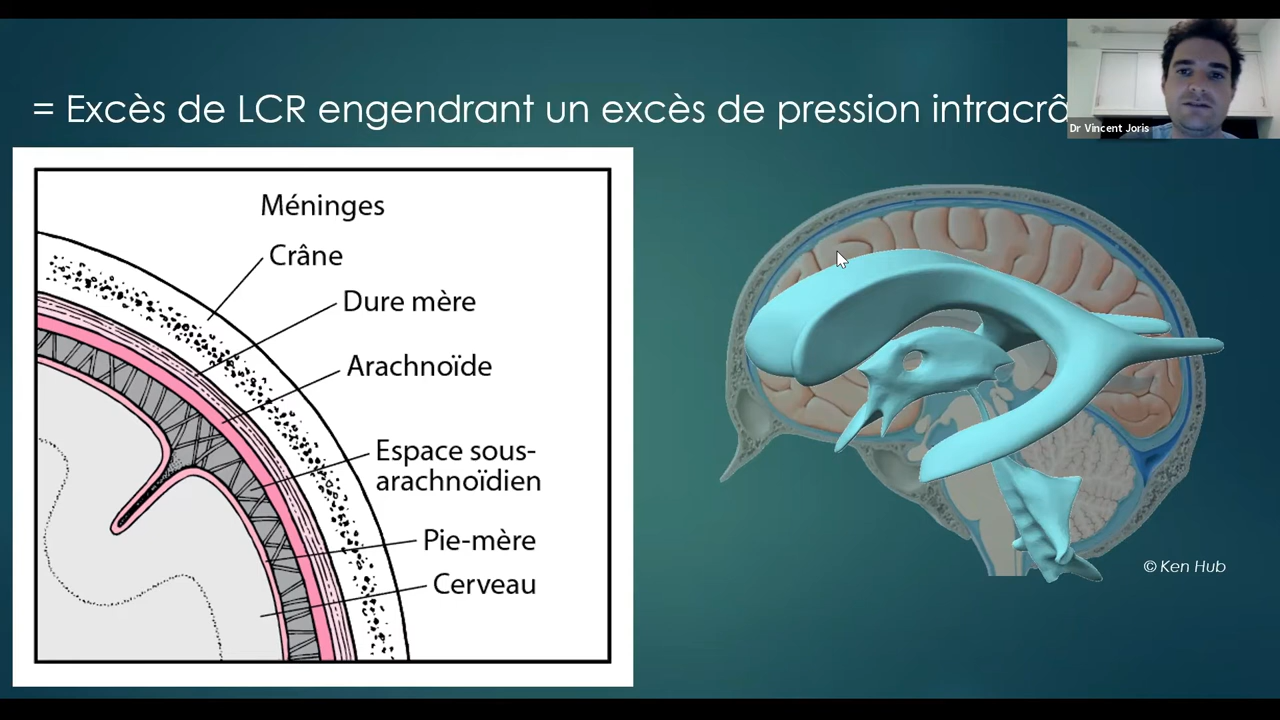 = Excès de LCR engendrant un excès de pression intracrâ
Dr Vincent Joris
Méninges
Crâne
Dure mère
Arachnoïde
Espace sous-
arachnoïdien
Pie-mère
Cerveau
© Ken Hub